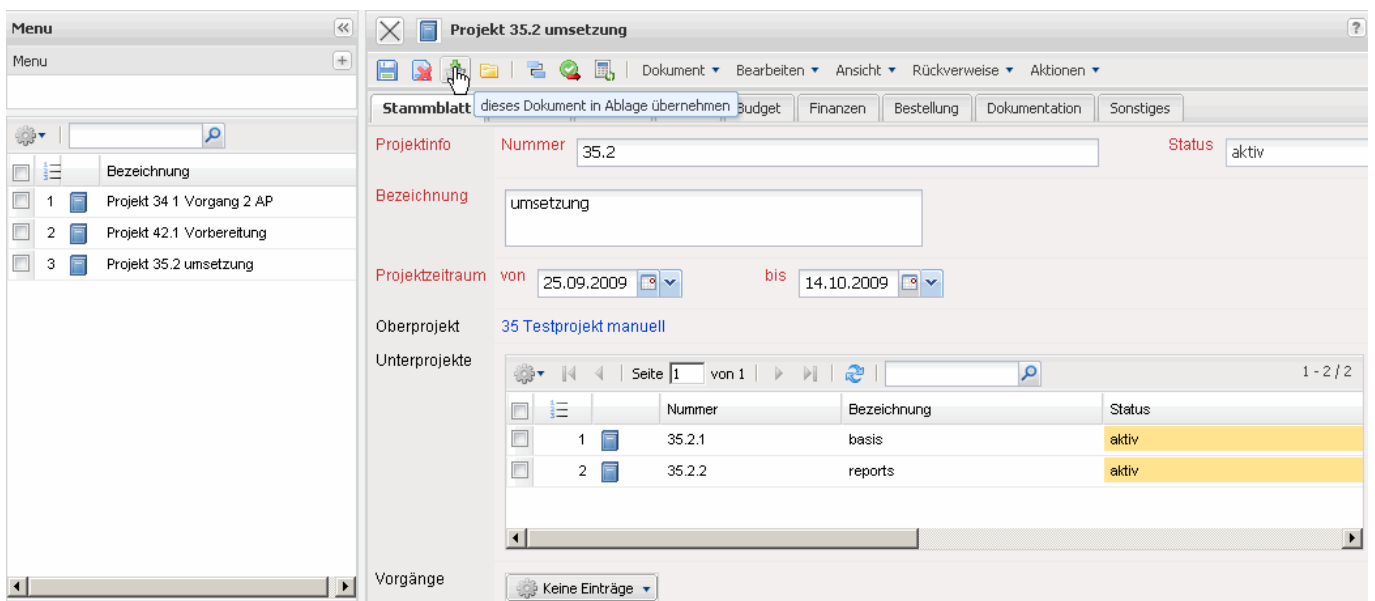 Menu
Menu
Bezeichnung
1 Projekt 34 1 Vorgang 2 AP
2 Projekt 42.1 Vorbereitung
3 Projekt 35.2 umsetzung
Projekt 35.2 umsetzung ?
Dokument Bearbeiten Ansicht Rückverweise Aktionen
Stammblatt Budget Finanzen Bestellung Dokumentation Sonstiges
dieses Dokument in Ablage übernehmen
Projektinfo Nummer 35.2 Status aktiv
Bezeichnung umsetzung
Projektzeitraum von 25.09.2009 bis 14.10.2009
Oberprojekt 35 Testprojekt manuell
Unterprojekte Seite 1 von 1 1 - 2 / 2
Nummer Bezeichnung Status
1 35.2.1 basis aktiv
2 35.2.2 reports aktiv
Vorgänge Keine Einträge